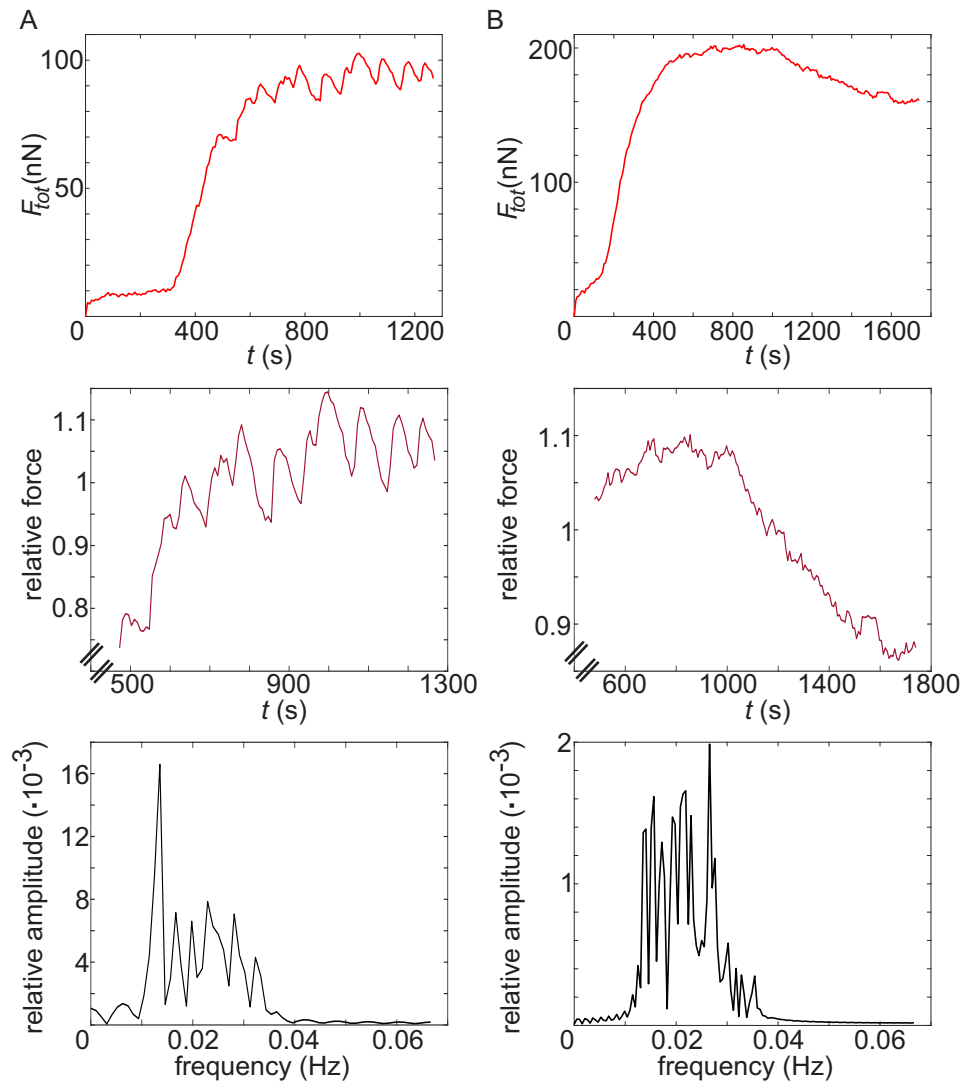 A
B
100
50
F_tot (nN)
0 400 800 1200
t (s)
200
100
F_tot (nN)
0 400 800 1200 1600
t (s)
1.1
1
0.9
0.8
relative force
500 900 1300
t (s)
1.1
1
0.9
relative force
600 1000 1400 1800
t (s)
16
12
8
4
relative amplitude (·10⁻³)
0 0.02 0.04 0.06
frequency (Hz)
2
1
relative amplitude (·10⁻³)
0 0.02 0.04 0.06
frequency (Hz)